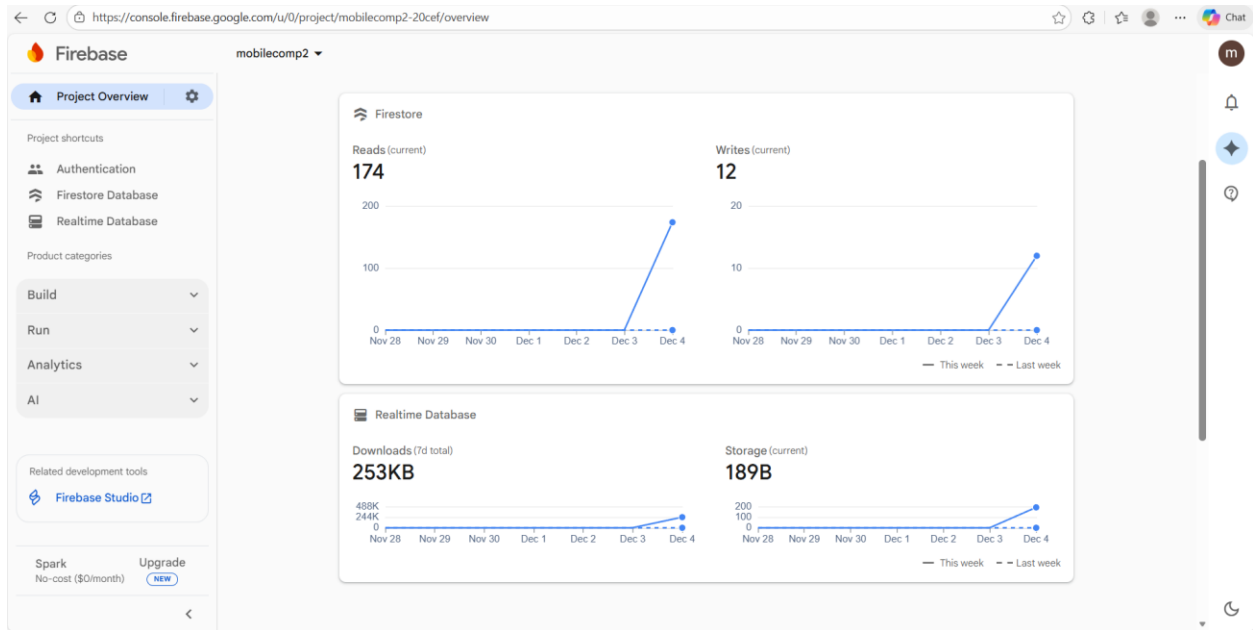 https://console.firebase.google.com/u/0/project/mobilecomp2-20cef/overview
Chat
Firebase
mobilecomp2
m
Project Overview
Project shortcuts
Authentication
Firestore Database
Realtime Database
Product categories
Build
Run
Analytics
AI
Related development tools
Firebase Studio
Spark
No-cost ($0/month)
Upgrade
NEW
Firestore
Reads (current)
174
200
100
0
Nov 28 Nov 29 Nov 30 Dec 1 Dec 2 Dec 3 Dec 4
Writes (current)
12
20
10
0
Nov 28 Nov 29 Nov 30 Dec 1 Dec 2 Dec 3 Dec 4
This week Last week
Realtime Database
Downloads (7d total)
253KB
488K
244K
0
Nov 28 Nov 29 Nov 30 Dec 1 Dec 2 Dec 3 Dec 4
Storage (current)
189B
200
100
0
Nov 28 Nov 29 Nov 30 Dec 1 Dec 2 Dec 3 Dec 4
This week Last week